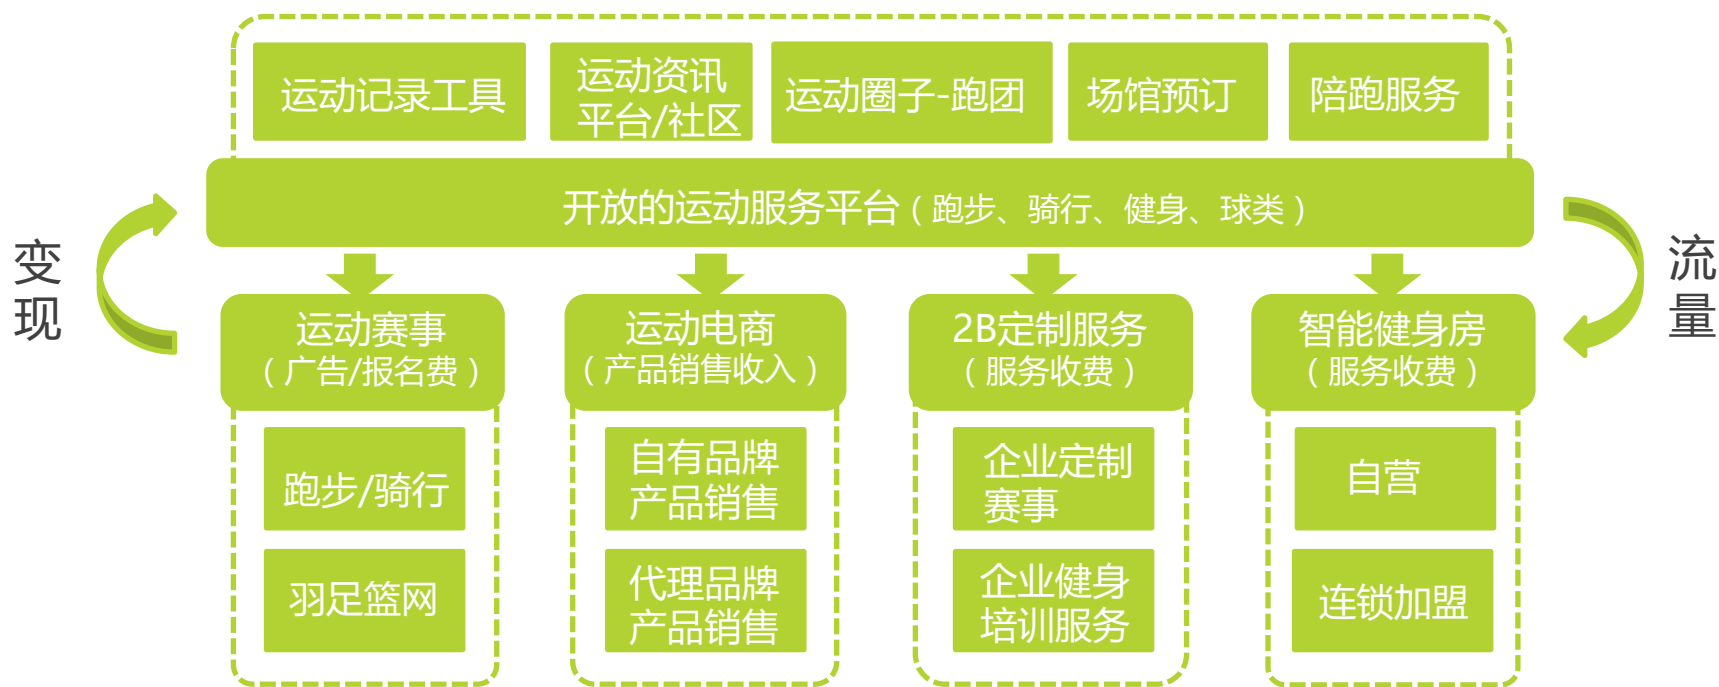 运动记录工具
运动资讯
平台/社区
运动圈子-跑团
场馆预订
陪跑服务
开放的运动服务平台（跑步、骑行、健身、球类）
变
现
流
量
运动赛事
（广告/报名费）
运动电商
（产品销售收入）
2B定制服务
（服务收费）
智能健身房
（服务收费）
跑步/骑行
自有品牌
产品销售
企业定制
赛事
自营
羽足篮网
代理品牌
产品销售
企业健身
培训服务
连锁加盟